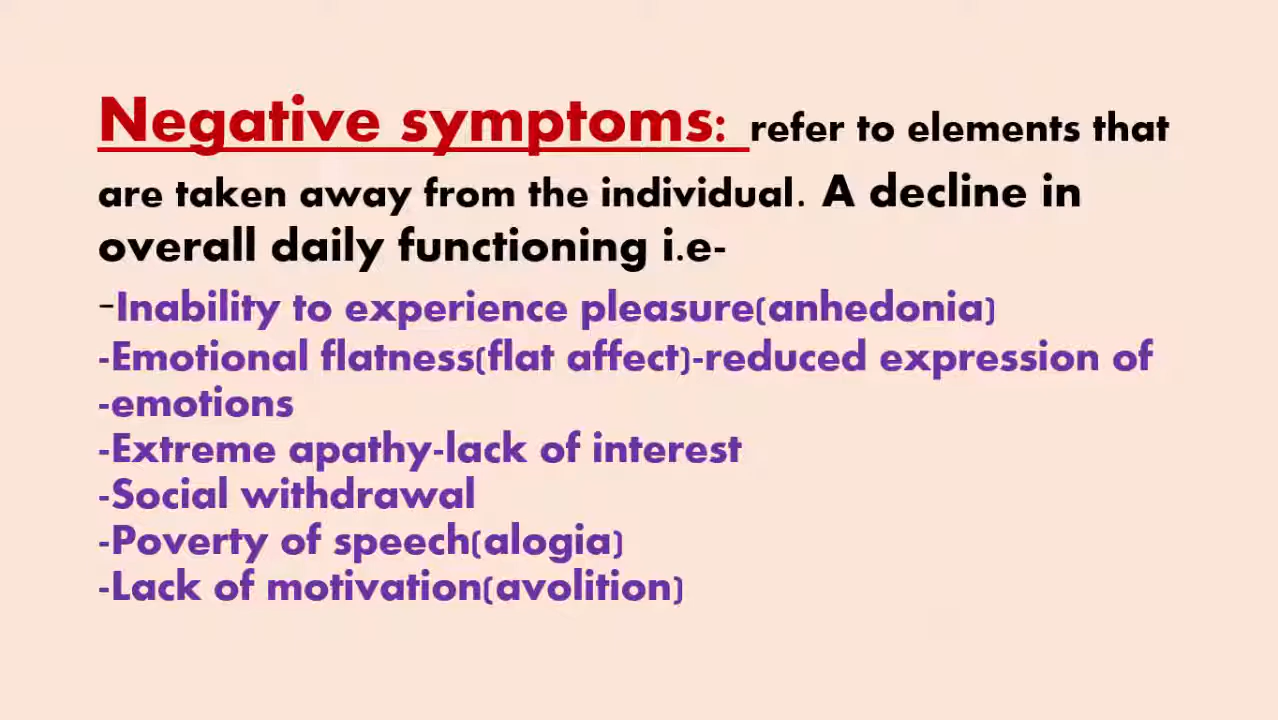 Negative symptoms: refer to elements that
are taken away from the individual. A decline in
overall daily functioning i.e-
-Inability to experience pleasure(anhedonia)
-Emotional flatness(flat affect)-reduced expression of
-emotions
-Extreme apathy-lack of interest
-Social withdrawal
-Poverty of speech(alogia)
-Lack of motivation(avolition)